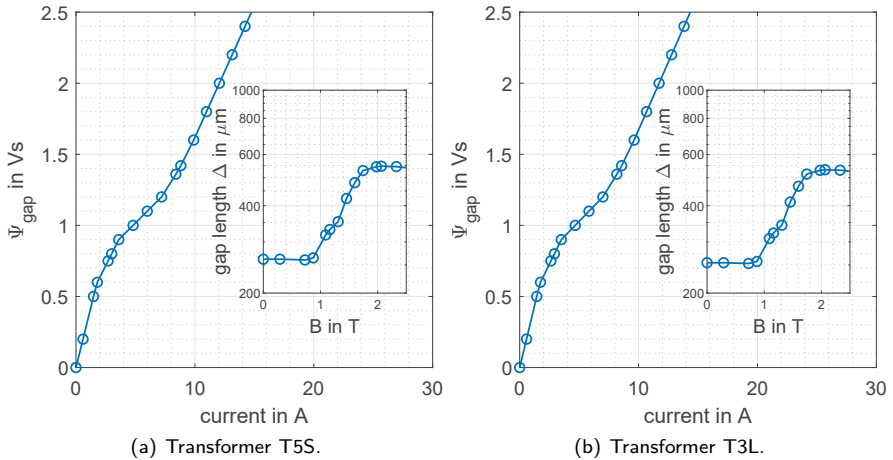 2.5
2
1.5
1
0.5
0
Ψgap in Vs
0 10 20 30
current in A
1000
800
600
400
200
gap length Δ in μm
0 1 2
B in T
(a) Transformer T5S.
2.5
2
1.5
1
0.5
0
Ψgap in Vs
0 10 20 30
current in A
1000
800
600
400
200
gap length Δ in μm
0 1 2
B in T
(b) Transformer T3L.